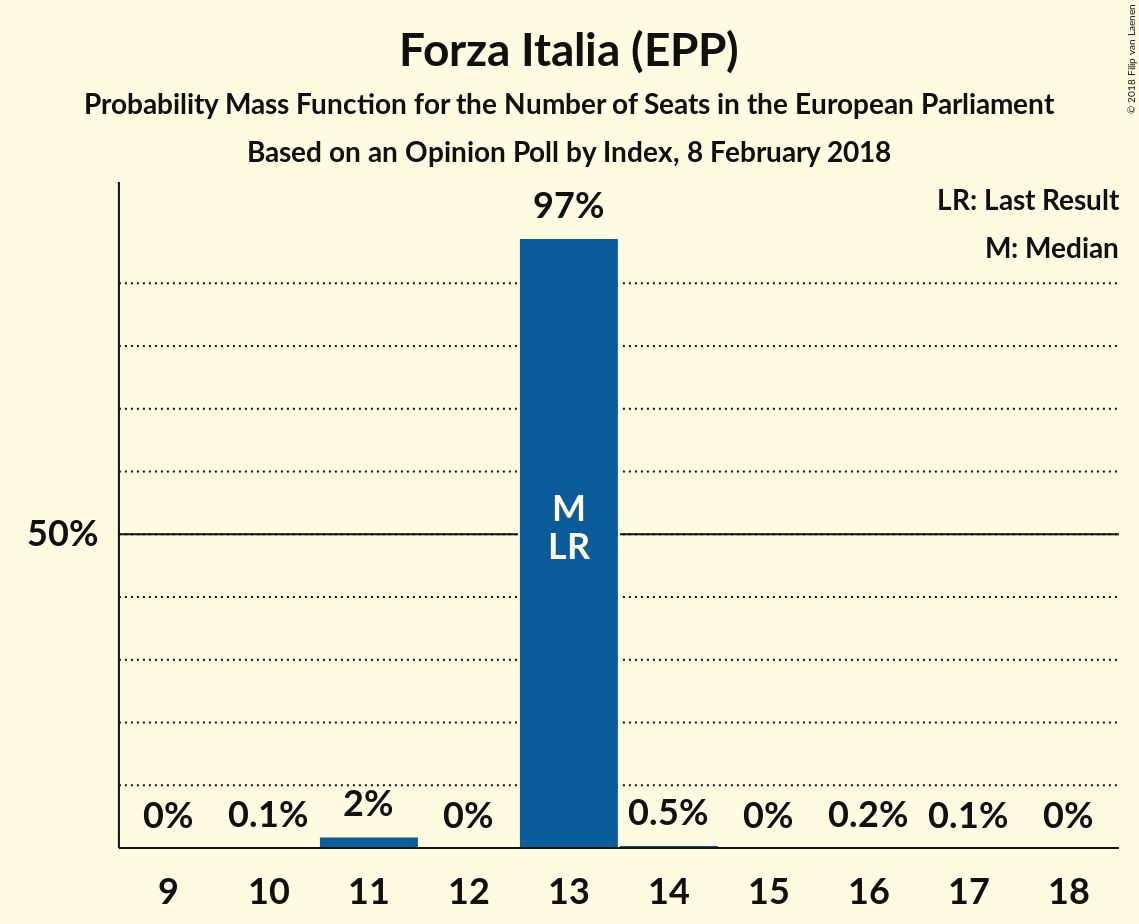 Forza Italia (EPP)
Probability Mass Function for the Number of Seats in the European Parliament
Based on an Opinion Poll by Index, 8 February 2018
© 2018 Filip van Laenen
LR: Last Result
M: Median
97%
50%
M
LR
0% 0.1% 2% 0% 0.5% 0% 0.2% 0.1% 0%
9 10 11 12 13 14 15 16 17 18